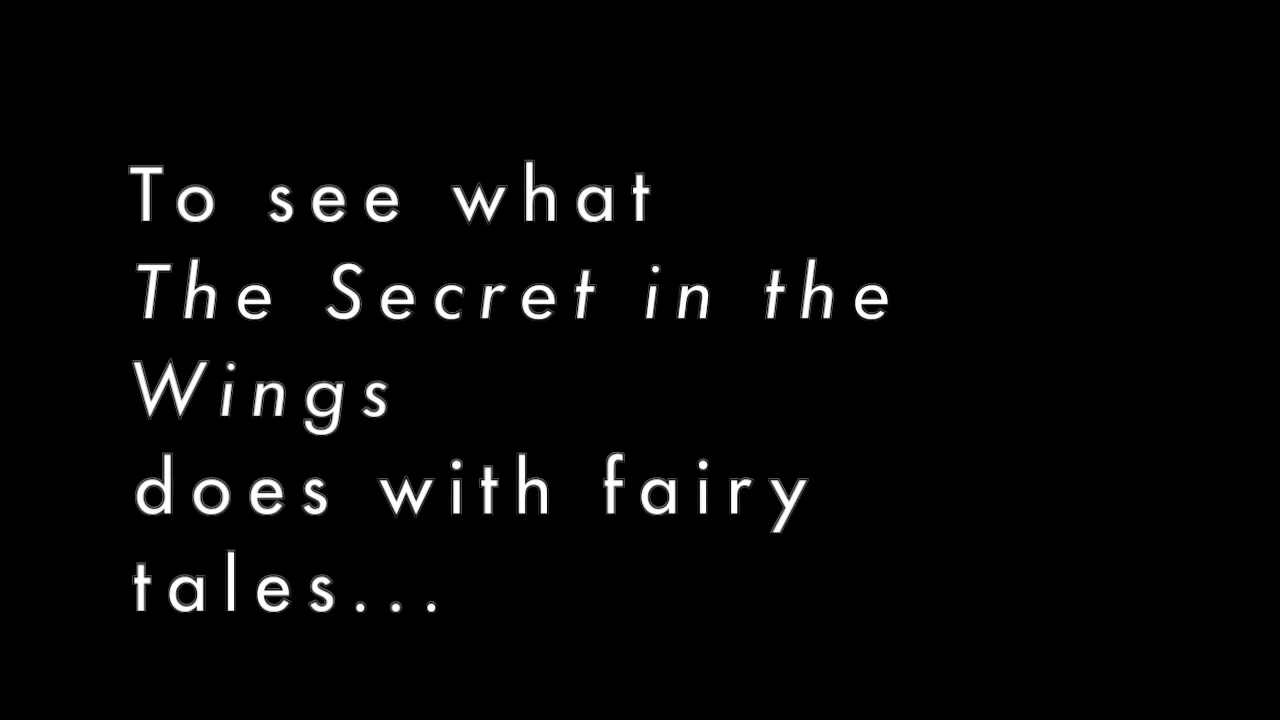 To see what
The Secret in the
Wings
does with fairy
tales...